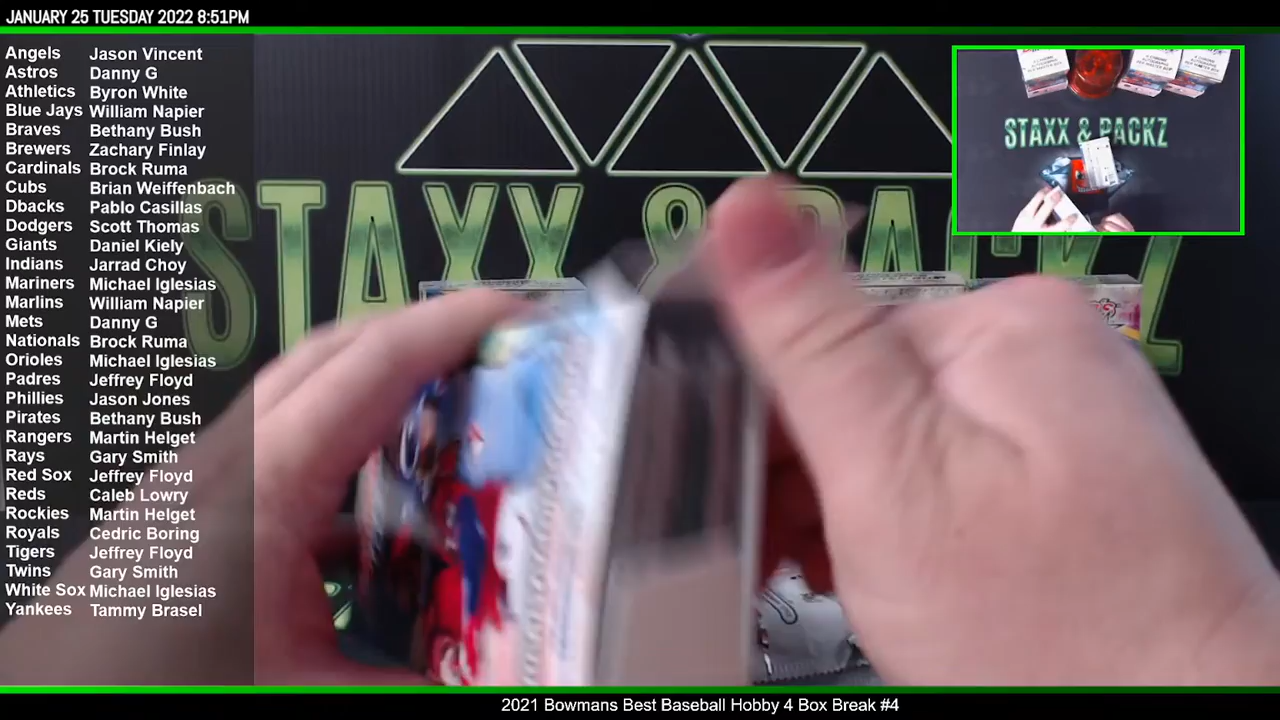 JANUARY 25 TUESDAY 2022 8:51PM
Angels Jason Vincent
Astros Danny G
Athletics Byron White
Blue Jays William Napier
Braves Bethany Bush
Brewers Zachary Finlay
Cardinals Brock Ruma
Cubs Brian Weiffenbach
Dbacks Pablo Casillas
Dodgers Scott Thomas
Giants Daniel Kiely
Indians Jarrad Choy
Mariners Michael Iglesias
Marlins William Napier
Mets Danny G
Nationals Brock Ruma
Orioles Michael Iglesias
Padres Jeffrey Floyd
Phillies Jason Jones
Pirates Bethany Bush
Rangers Martin Helget
Rays Gary Smith
Red Sox Jeffrey Floyd
Reds Caleb Lowry
Rockies Martin Helget
Royals Cedric Boring
Tigers Jeffrey Floyd
Twins Gary Smith
White Sox Michael Iglesias
Yankees Tammy Brasel
STAXX & PACKZ
STAXX & PACKZ
2021 Bowmans Best Baseball Hobby 4 Box Break #4